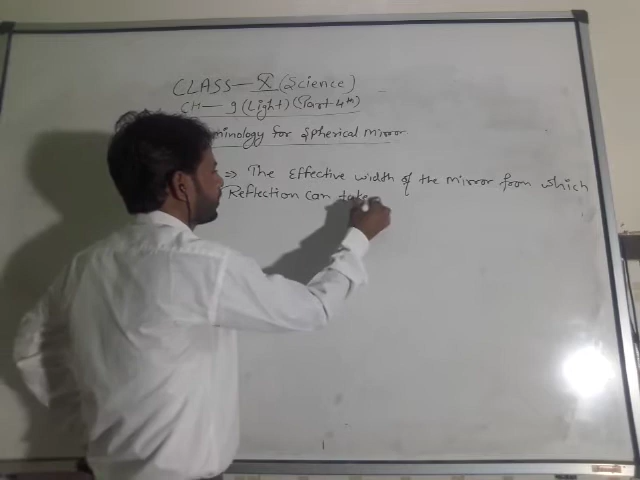 CLASS — X (Science)
CH — 9 (Light) (Part 4th)
minology for Spherical Mirror
⇒ The Effective width of the mirror from which
Reflection can take